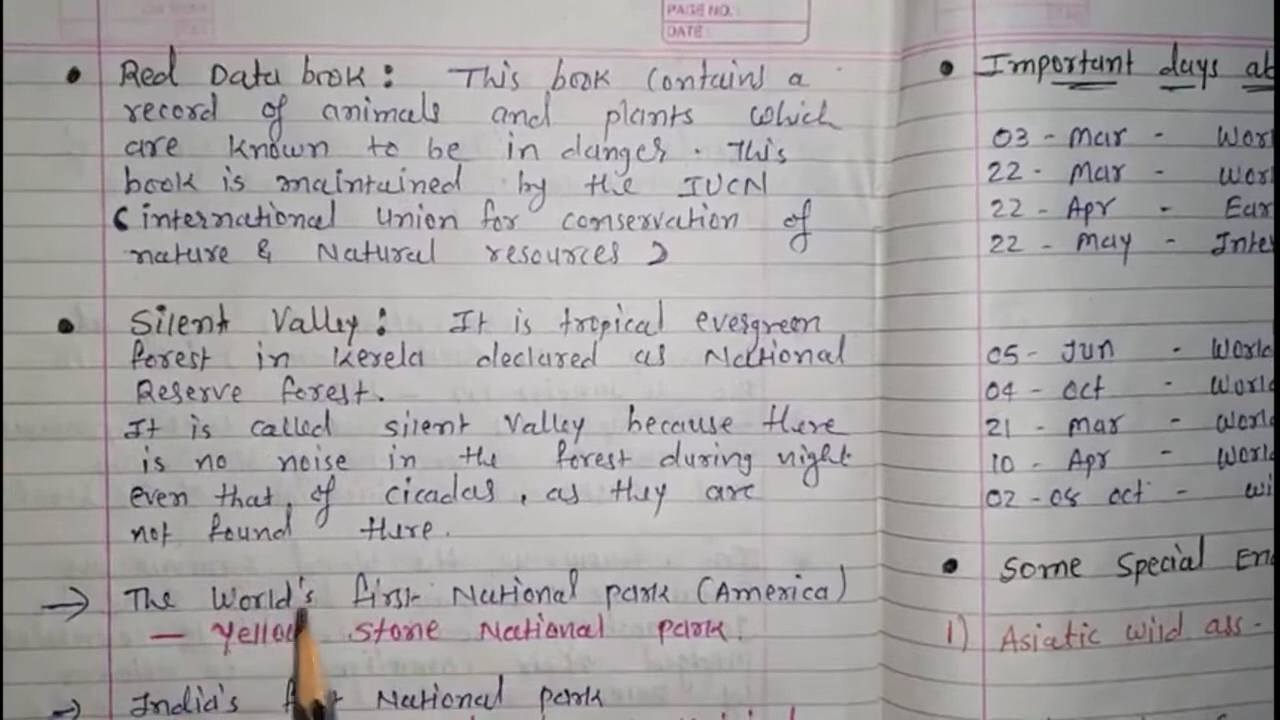 PAGE NO.
DATE:
• Red Data book : This book contains a
record of animals and plants which
are known to be in danger. This
book is maintained by the IUCN
(international Union for conservation of
nature & Natural resources)
• Silent Valley : It is tropical evergreen
forest in Kerela declared as National
Reserve forest.
It is called silent Valley because there
is no noise in the forest during night
even that of cicadas, as they are
not found there.
→ The World's first National park (America)
— Yellow stone National park.
→ India's National park
• Important days
03 - Mar -
22 - Mar -
22 - Apr -
22 - May -
05 - Jun - World
04 - Oct - World
21 - Mar - World
10 - Apr - World
02-08 Oct -
• Some Special
1) Asiatic wild ass -